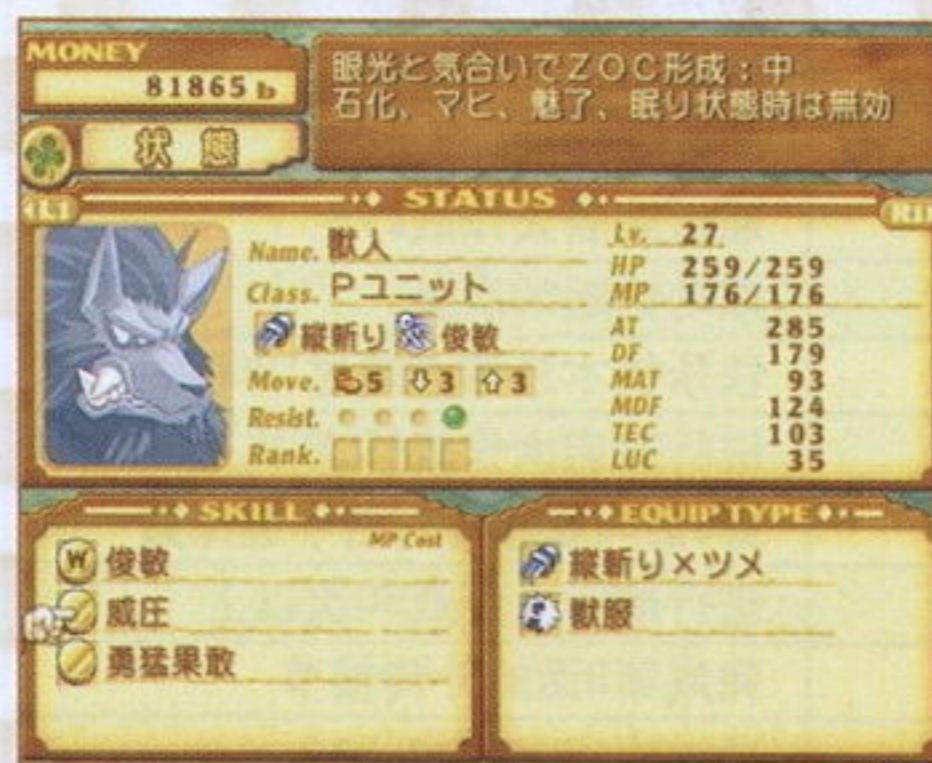 MONEY
81865 b
状態
眼光と気合いでZOC形成:中
石化、マヒ、魅了、眠り状態時は無効
L1
STATUS
R1
Name. 獣人
Class. Pユニット
縦斬り 俊敏
Move. 5 3 3
Resist.
Rank.
Lv. 27
HP 259/259
MP 176/176
AT 285
DF 179
MAT 93
MDF 124
TEC 103
LUC 35
SKILL
MP Cost
W 俊敏
威圧
勇猛果敢
EQUIP TYPE
縦斬り×ツメ
獣服